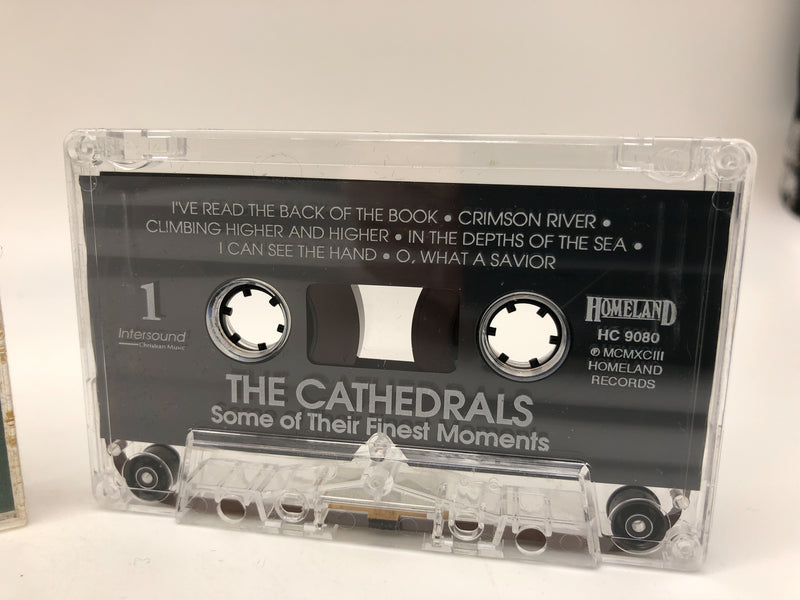 I'VE READ THE BACK OF THE BOOK • CRIMSON RIVER •
CLIMBING HIGHER AND HIGHER • IN THE DEPTHS OF THE SEA •
I CAN SEE THE HAND • O, WHAT A SAVIOR
1
Intersound
Christian Music
HOMELAND
HC 9080
℗ MCMXCIII
HOMELAND
RECORDS
THE CATHEDRALS
Some of Their Finest Moments